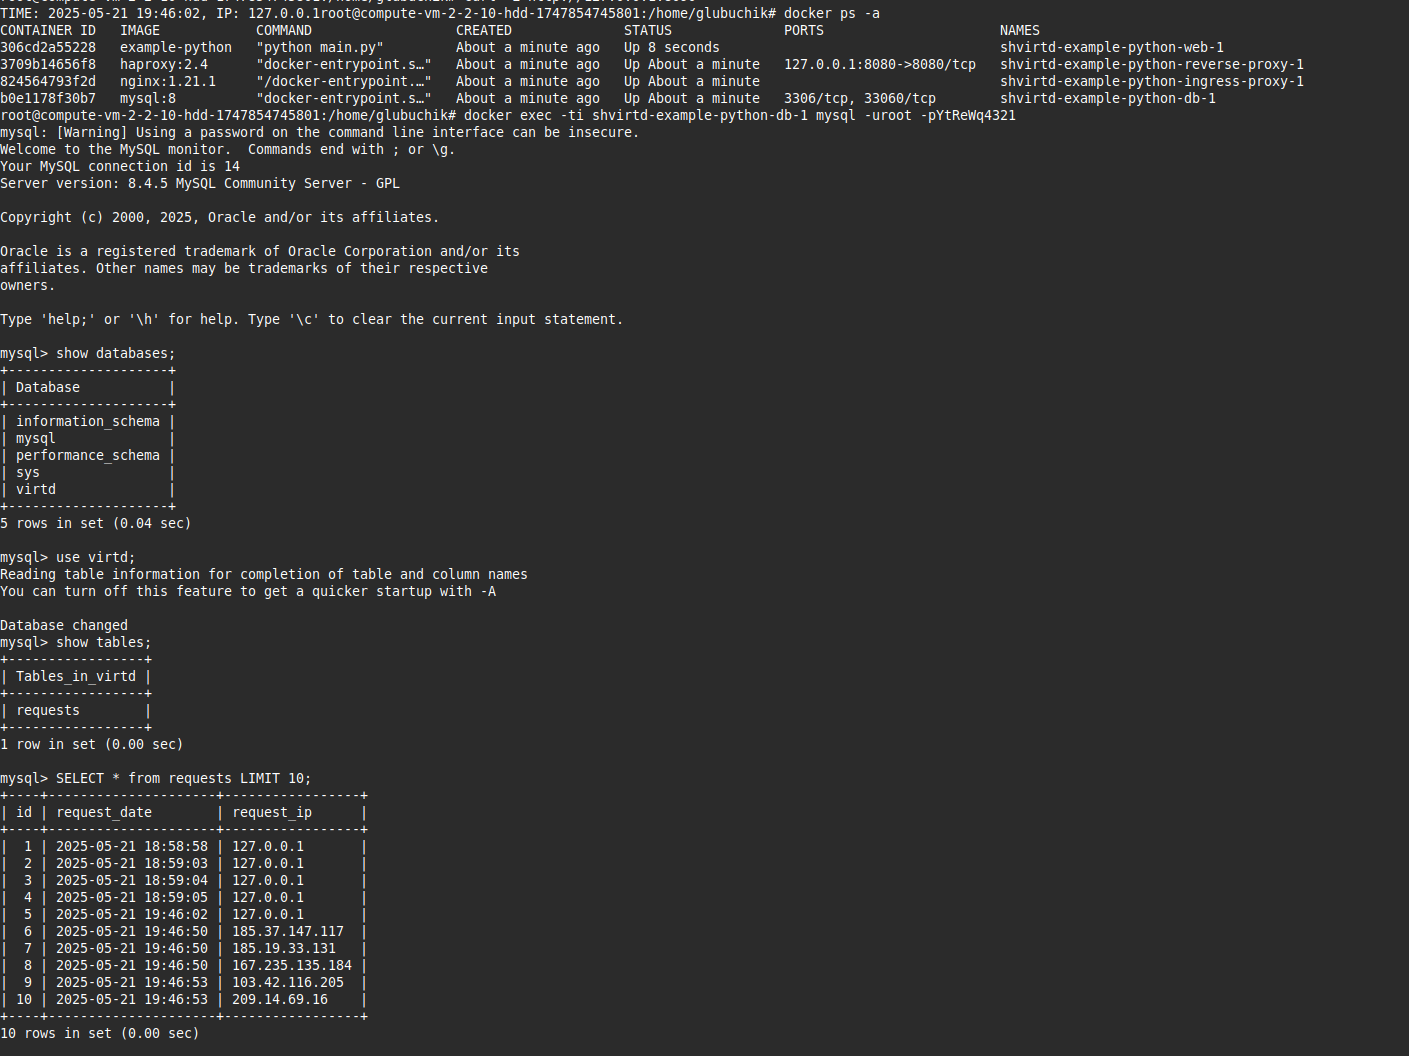 TIME: 2025-05-21 19:46:02, IP: 127.0.0.1root@compute-vm-2-2-10-hdd-1747854745801:/home/glubuchik# docker ps -a
CONTAINER ID   IMAGE            COMMAND                  CREATED              STATUS              PORTS                      NAMES
306cd2a55228   example-python   "python main.py"         About a minute ago   Up 8 seconds                                   shvirtd-example-python-web-1
3709b14656f8   haproxy:2.4      "docker-entrypoint.s…"   About a minute ago   Up About a minute   127.0.0.1:8080->8080/tcp   shvirtd-example-python-reverse-proxy-1
824564793f2d   nginx:1.21.1     "/docker-entrypoint.…"   About a minute ago   Up About a minute                              shvirtd-example-python-ingress-proxy-1
b0e1178f30b7   mysql:8          "docker-entrypoint.s…"   About a minute ago   Up About a minute   3306/tcp, 33060/tcp        shvirtd-example-python-db-1
root@compute-vm-2-2-10-hdd-1747854745801:/home/glubuchik# docker exec -ti shvirtd-example-python-db-1 mysql -uroot -pYtReWq4321
mysql: [Warning] Using a password on the command line interface can be insecure.
Welcome to the MySQL monitor.  Commands end with ; or \g.
Your MySQL connection id is 14
Server version: 8.4.5 MySQL Community Server - GPL

Copyright (c) 2000, 2025, Oracle and/or its affiliates.

Oracle is a registered trademark of Oracle Corporation and/or its
affiliates. Other names may be trademarks of their respective
owners.

Type 'help;' or '\h' for help. Type '\c' to clear the current input statement.

mysql> show databases;
+--------------------+
| Database           |
+--------------------+
| information_schema |
| mysql              |
| performance_schema |
| sys                |
| virtd              |
+--------------------+
5 rows in set (0.04 sec)

mysql> use virtd;
Reading table information for completion of table and column names
You can turn off this feature to get a quicker startup with -A

Database changed
mysql> show tables;
+-----------------+
| Tables_in_virtd |
+-----------------+
| requests        |
+-----------------+
1 row in set (0.00 sec)

mysql> SELECT * from requests LIMIT 10;
+----+---------------------+-----------------+
| id | request_date        | request_ip      |
+----+---------------------+-----------------+
|  1 | 2025-05-21 18:58:58 | 127.0.0.1       |
|  2 | 2025-05-21 18:59:03 | 127.0.0.1       |
|  3 | 2025-05-21 18:59:04 | 127.0.0.1       |
|  4 | 2025-05-21 18:59:05 | 127.0.0.1       |
|  5 | 2025-05-21 19:46:02 | 127.0.0.1       |
|  6 | 2025-05-21 19:46:50 | 185.37.147.117  |
|  7 | 2025-05-21 19:46:50 | 185.19.33.131   |
|  8 | 2025-05-21 19:46:50 | 167.235.135.184 |
|  9 | 2025-05-21 19:46:53 | 103.42.116.205  |
| 10 | 2025-05-21 19:46:53 | 209.14.69.16    |
+----+---------------------+-----------------+
10 rows in set (0.00 sec)